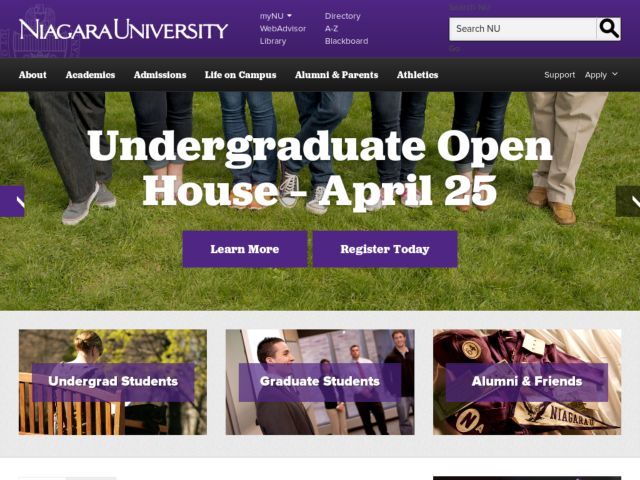 NIAGARA UNIVERSITY
myNU
WebAdvisor
Library
Directory
A-Z
Blackboard
Search NU
Search NU
Go
About
Academics
Admissions
Life on Campus
Alumni & Parents
Athletics
Support
Apply
Undergraduate Open
House – April 25
Learn More
Register Today
Undergrad Students
Graduate Students
Alumni & Friends
NIAGARA U